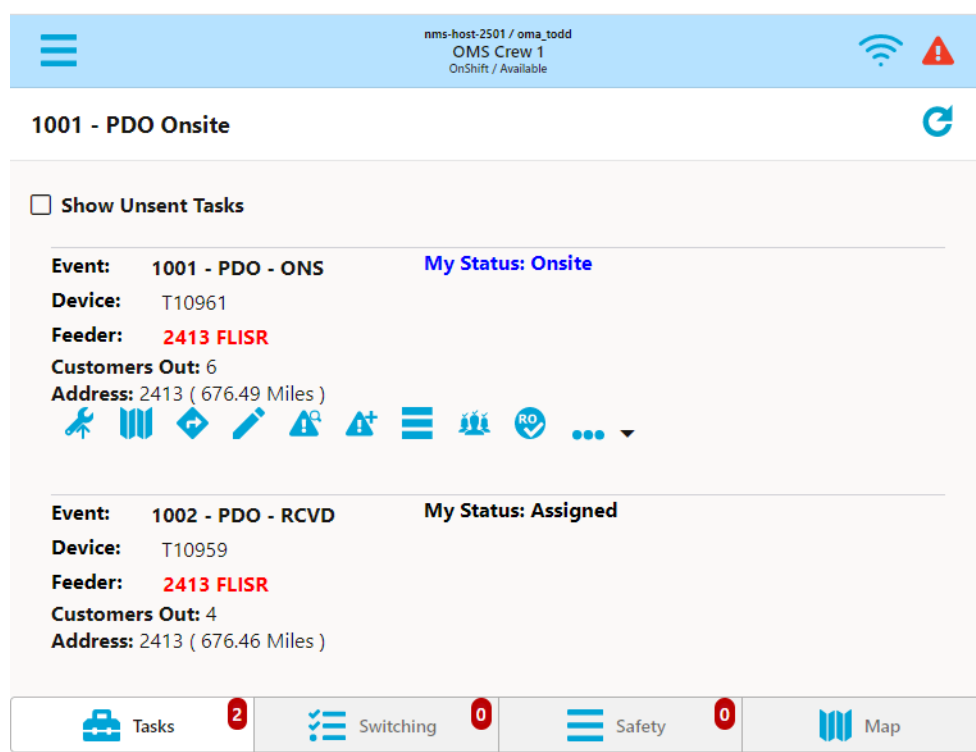 nms-host-2501 / oma_todd
OMS Crew 1
OnShift / Available
1001 - PDO Onsite
Show Unsent Tasks
Event: 1001 - PDO - ONS My Status: Onsite
Device: T10961
Feeder: 2413 FLISR
Customers Out: 6
Address: 2413 ( 676.49 Miles )
RO
Event: 1002 - PDO - RCVD My Status: Assigned
Device: T10959
Feeder: 2413 FLISR
Customers Out: 4
Address: 2413 ( 676.46 Miles )
Tasks 2 Switching 0 Safety 0 Map